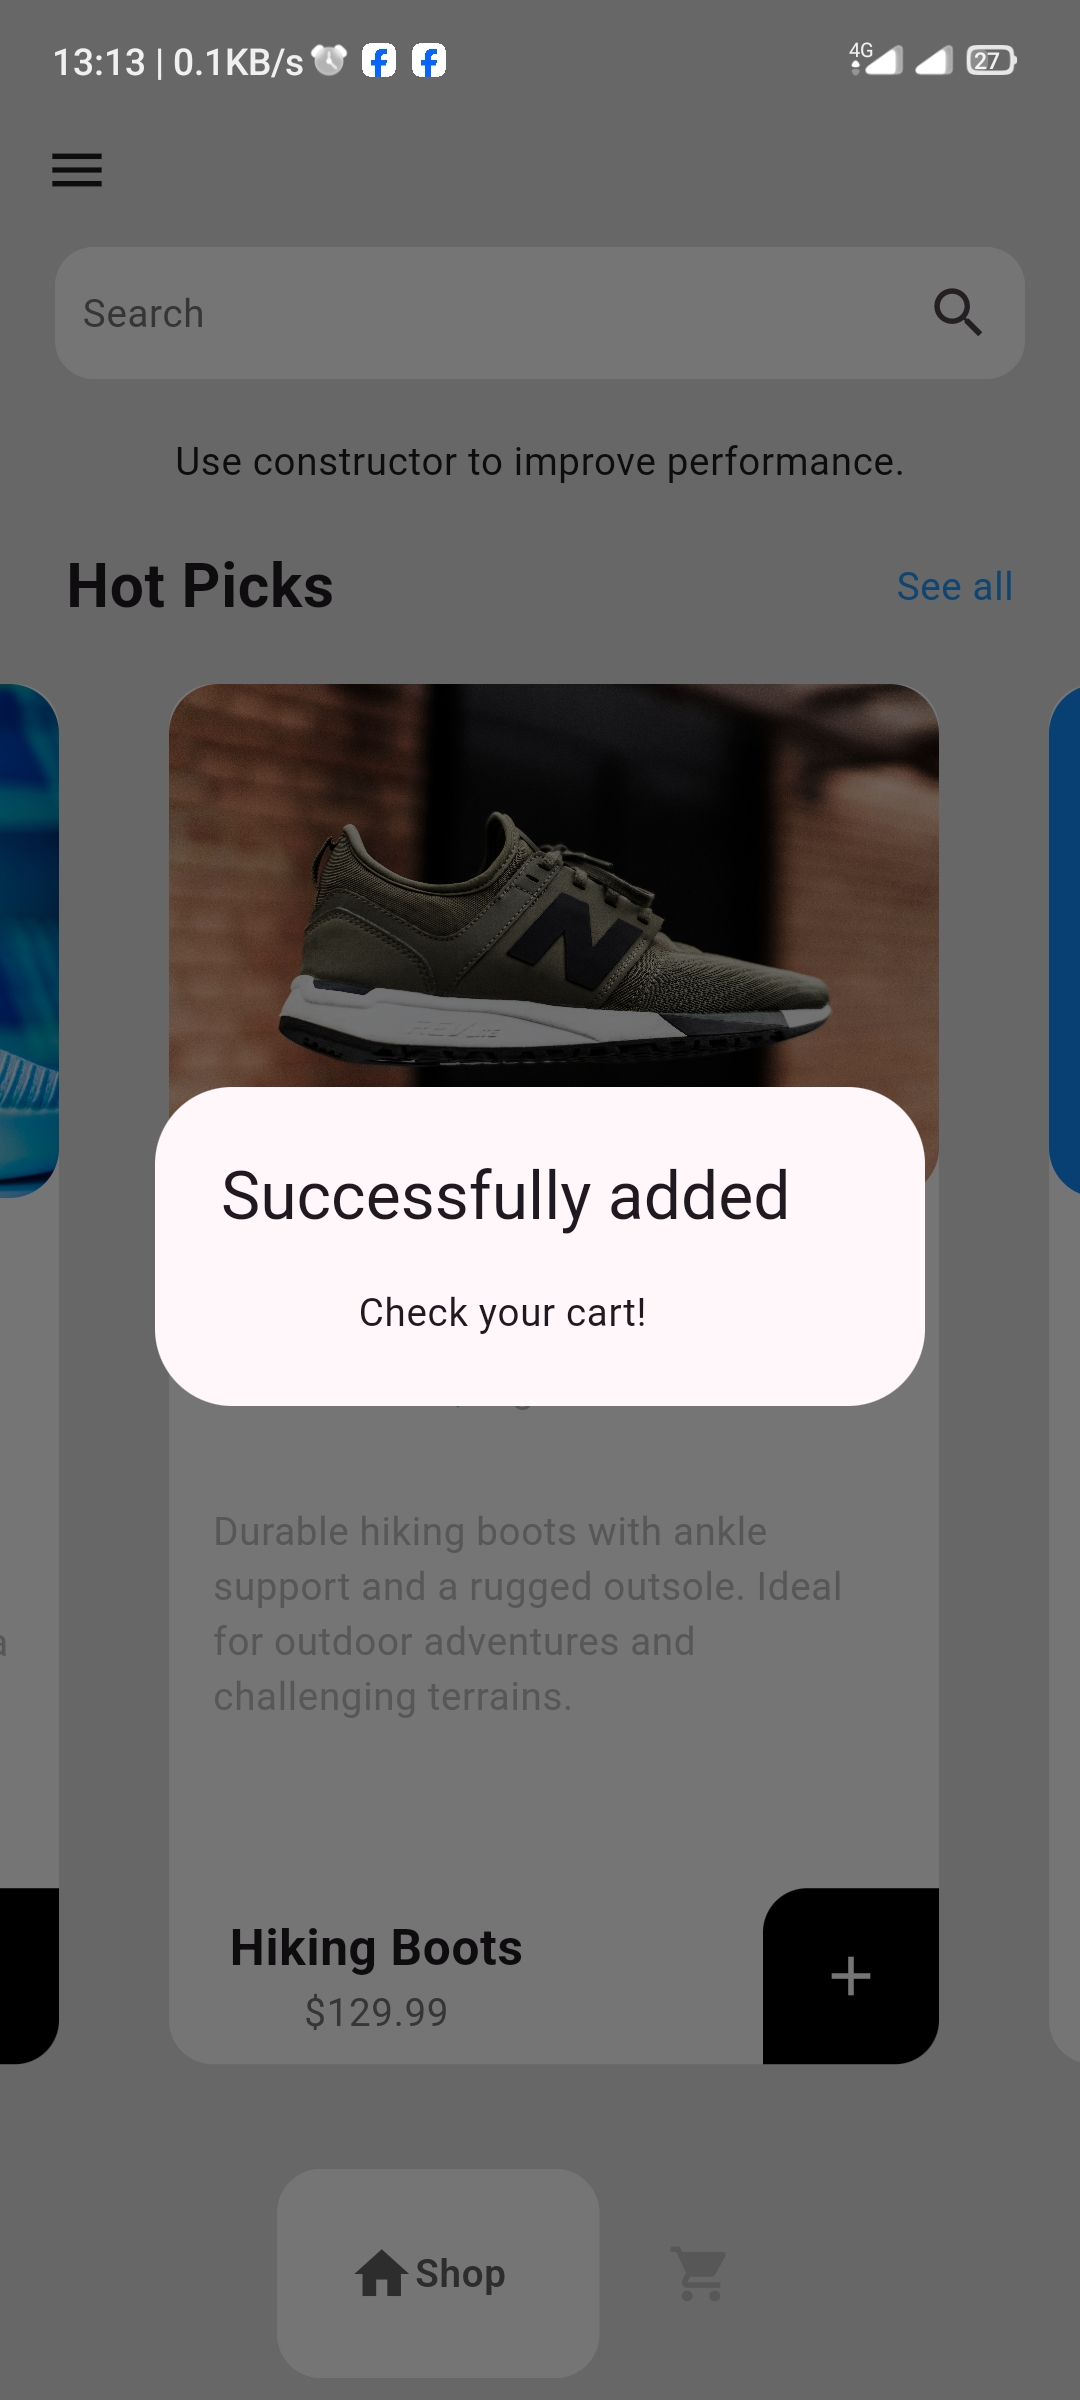 13:13 | 0.1KB/s
4G
27
Search
Use constructor to improve performance.
Hot Picks
See all
N
REVLITE
Successfully added
Check your cart!
Durable hiking boots with ankle
support and a rugged outsole. Ideal
for outdoor adventures and
challenging terrains.
a
Hiking Boots
$129.99
Shop